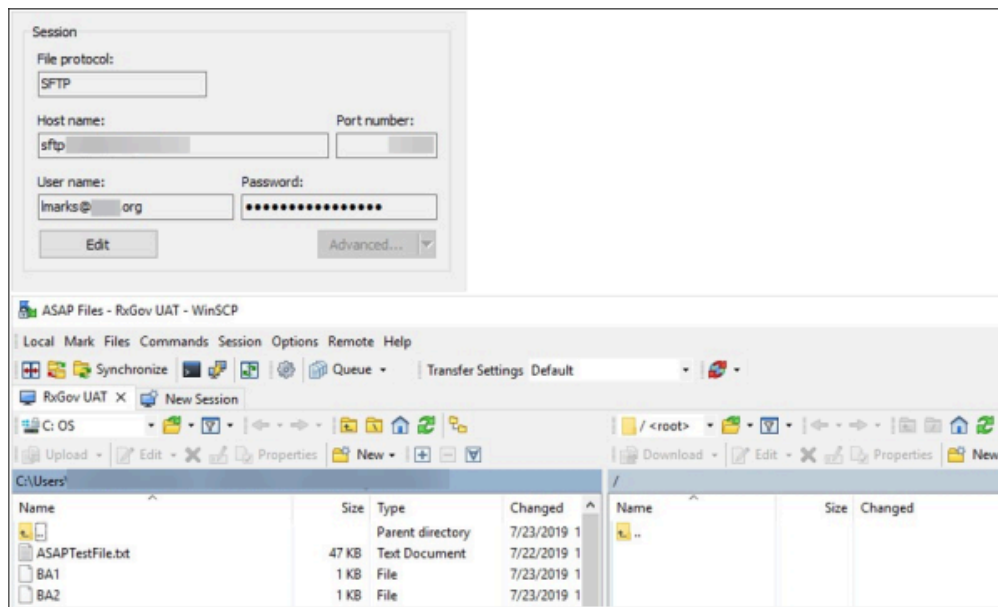 Session
File protocol:
SFTP
Host name: Port number:
sftp
User name: Password:
lmarks@ org ••••••••••••••••
Edit Advanced...
ASAP Files - RxGov UAT - WinSCP
Local Mark Files Commands Session Options Remote Help
Synchronize Queue Transfer Settings Default
RxGov UAT × New Session
C: OS / <root>
Upload Edit Properties New Download Edit Properties New
C:\Users\ /
Name Size Type Changed Name Size Changed
.. Parent directory 7/23/2019 1 ..
ASAPTestFile.txt 47 KB Text Document 7/22/2019 1
BA1 1 KB File 7/23/2019 1
BA2 1 KB File 7/23/2019 1